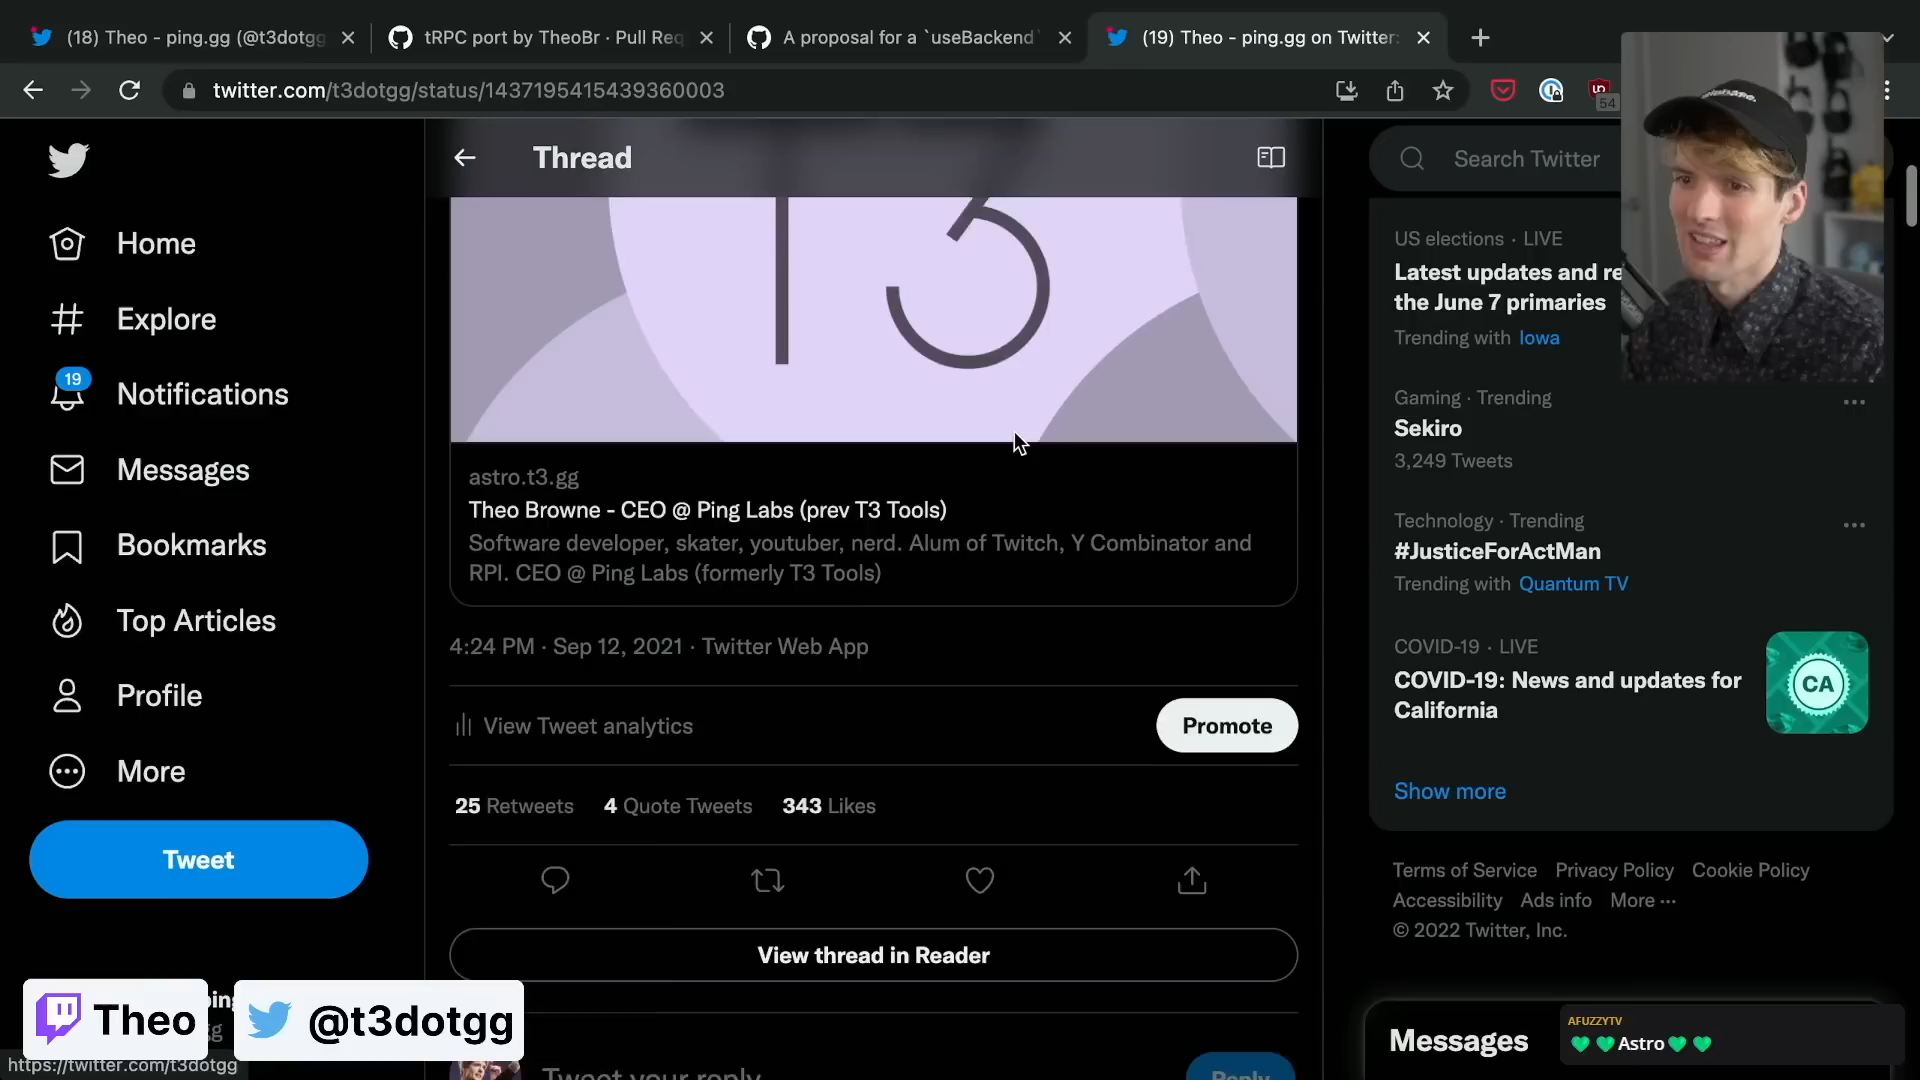 (18) Theo - ping.gg (@t3dotgg
tRPC port by TheoBr · Pull Req
A proposal for a `useBackend`
(19) Theo - ping.gg on Twitter:
twitter.com/t3dotgg/status/1437195415439360003
54
Thread
Search Twitter
T3
Home
Explore
19
Notifications
Messages
Bookmarks
Top Articles
Profile
More
Tweet
astro.t3.gg
Theo Browne - CEO @ Ping Labs (prev T3 Tools)
Software developer, skater, youtuber, nerd. Alum of Twitch, Y Combinator and
RPI. CEO @ Ping Labs (formerly T3 Tools)
4:24 PM · Sep 12, 2021 · Twitter Web App
View Tweet analytics
Promote
25 Retweets 4 Quote Tweets 343 Likes
View thread in Reader
Tweet your reply
Reply
US elections · LIVE
Latest updates and re
the June 7 primaries
Trending with Iowa
Gaming · Trending
Sekiro
3,249 Tweets
Technology · Trending
#JusticeForActMan
Trending with Quantum TV
COVID-19 · LIVE
COVID-19: News and updates for
California
CA
Show more
Terms of Service Privacy Policy Cookie Policy
Accessibility Ads info More ···
© 2022 Twitter, Inc.
Messages
AFUZZYTV
💚 💚 Astro 💚 💚
Theo
@t3dotgg
https://twitter.com/t3dotgg